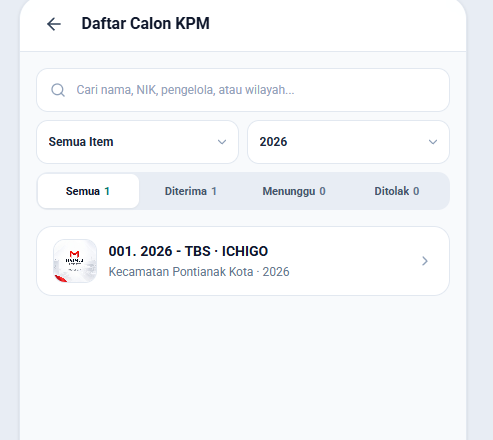 Daftar Calon KPM
Cari nama, NIK, pengelola, atau wilayah...
Semua Item
2026
Semua 1
Diterima 1
Menunggu 0
Ditolak 0
001. 2026 - TBS · ICHIGO
Kecamatan Pontianak Kota · 2026